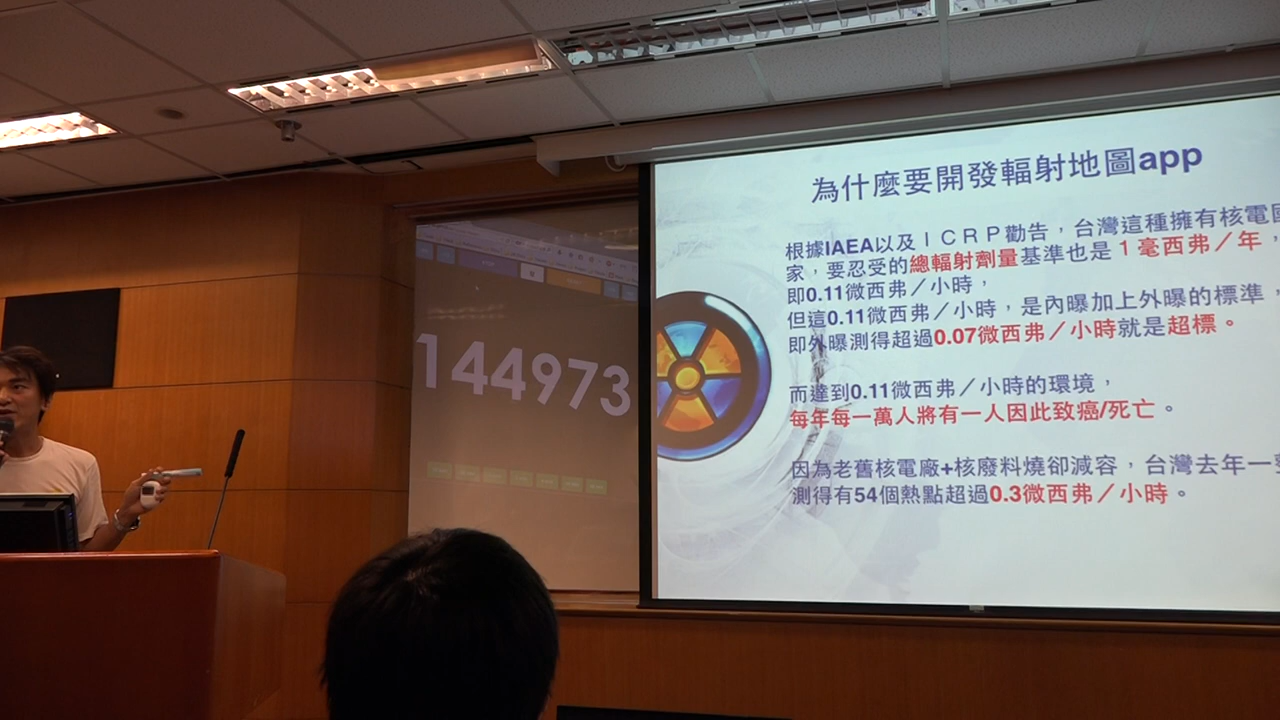 為什麼要開發輻射地圖app
根據IAEA以及ＩＣＲＰ勸告，台灣這種擁有核電
家，要忍受的總輻射劑量基準也是１毫西弗／年，
即0.11微西弗／小時，
但這0.11微西弗／小時，是內曝加上外曝的標準，
即外曝測得超過0.07微西弗／小時就是超標。
而達到0.11微西弗／小時的環境，
每年每一萬人將有一人因此致癌/死亡。
因為老舊核電廠+核廢料燒卻減容，台灣去年一
測得有54個熱點超過0.3微西弗／小時。
144973